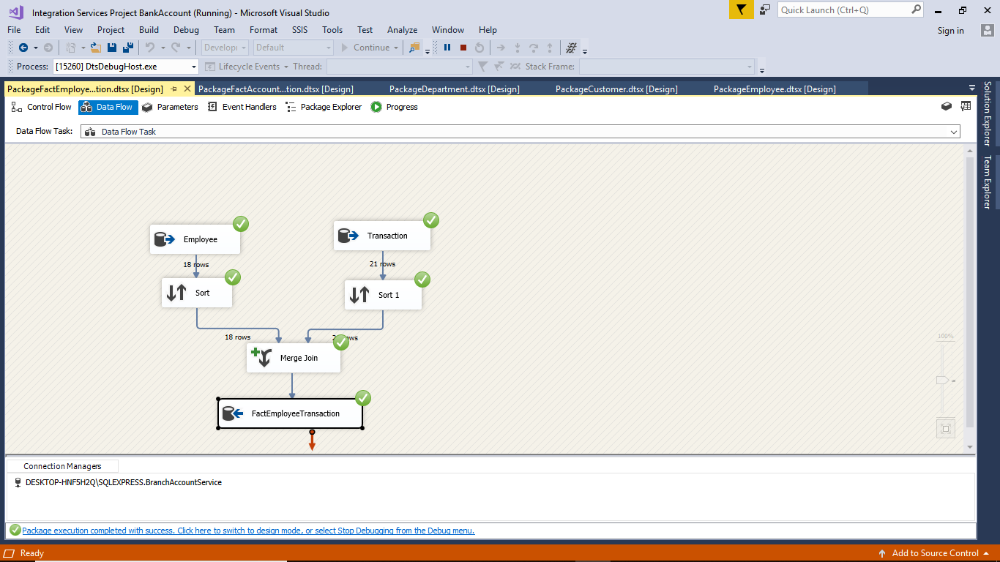 Integration Services Project BankAccount (Running) - Microsoft Visual Studio
Quick Launch (Ctrl+Q)
File Edit View Project Build Debug Team Format SSIS Tools Test Analyze Window Help
Sign in
Develop Default Continue
Process: [15260] DtsDebugHost.exe Lifecycle Events Thread: Stack Frame:
PackageFactEmploye...tion.dtsx [Design] PackageFactAccount...tion.dtsx [Design] PackageDepartment.dtsx [Design] PackageCustomer.dtsx [Design] PackageEmployee.dtsx [Design]
Control Flow Data Flow Parameters Event Handlers Package Explorer Progress
Data Flow Task: Data Flow Task
Solution Explorer
Team Explorer
Employee
Transaction
18 rows
21 rows
Sort
Sort 1
18 rows
rows
Merge Join
100%
FactEmployeeTransaction
Connection Managers
DESKTOP-HNF5H2Q\SQLEXPRESS.BranchAccountService
Package execution completed with success. Click here to switch to design mode, or select Stop Debugging from the Debug menu.
Ready
Add to Source Control